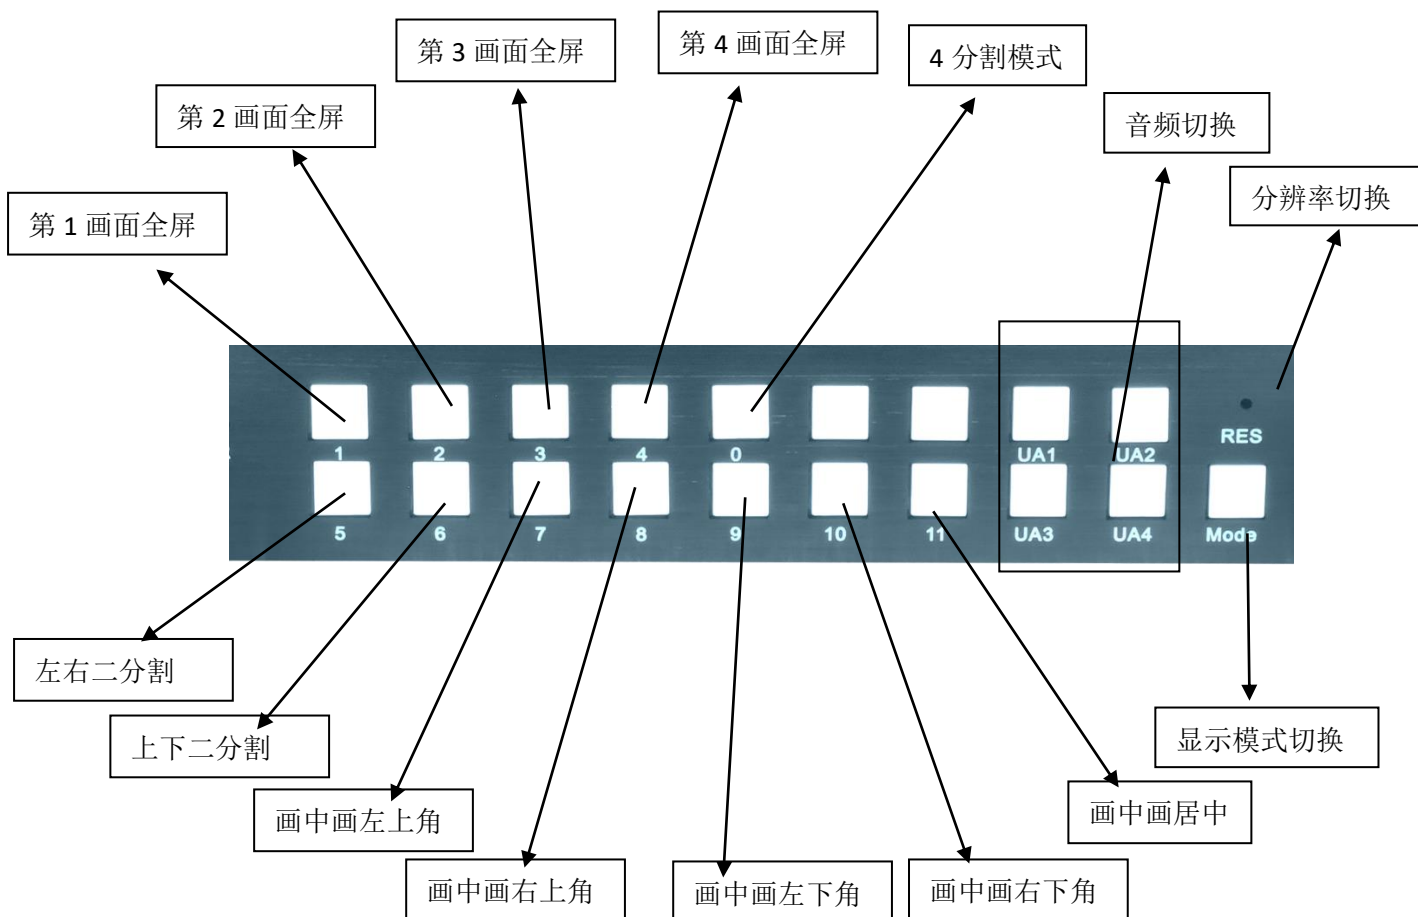 第 3 画面全屏
第 4 画面全屏
4 分割模式
第 2 画面全屏
音频切换
分辨率切换
第 1 画面全屏
1 2 3 4 0 UA1 UA2 RES
5 6 7 8 9 10 11 UA3 UA4 Mode
左右二分割
上下二分割
显示模式切换
画中画左上角
画中画居中
画中画右上角
画中画左下角
画中画右下角